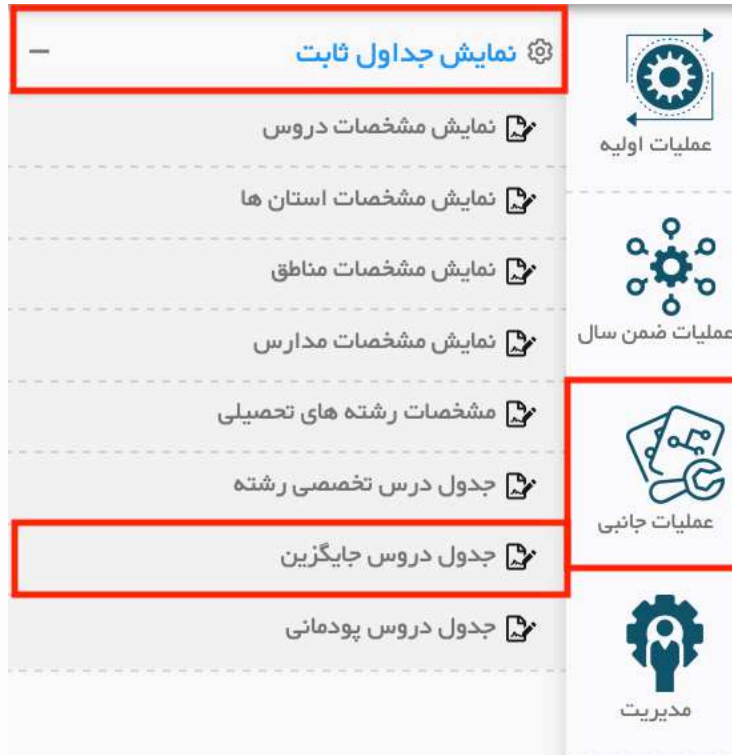 نمایش جداول ثابت
نمایش مشخصات دروس
نمایش مشخصات استان ها
نمایش مشخصات مناطق
نمایش مشخصات مدارس
مشخصات رشته های تحصیلی
جدول درس تخصصی رشته
جدول دروس جایگزین
جدول دروس پودمانی
عملیات اولیه
عملیات ضمن سال
عملیات جانبی
مدیریت